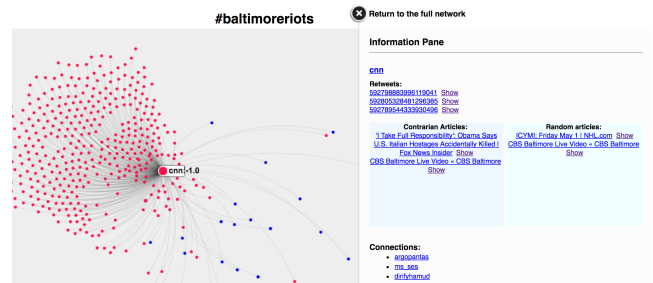 #baltimoreriots
Return to the full network
Information Pane
cnn
Retweets:
592798883996119041 Show
592805328481296385 Show
592789544333930496 Show
Contrarian Articles:
'I Take Full Responsibility': Obama Says
U.S. Italian Hostages Accidentally Killed |
Fox News Insider Show
CBS Baltimore Live Video « CBS Baltimore
Show
Random articles:
ICYMI: Friday May 1 | NHL.com Show
CBS Baltimore Live Video « CBS Baltimore
Show
cnn:-1.0
Connections:
argopantas
ms_ses
dirifyhamud